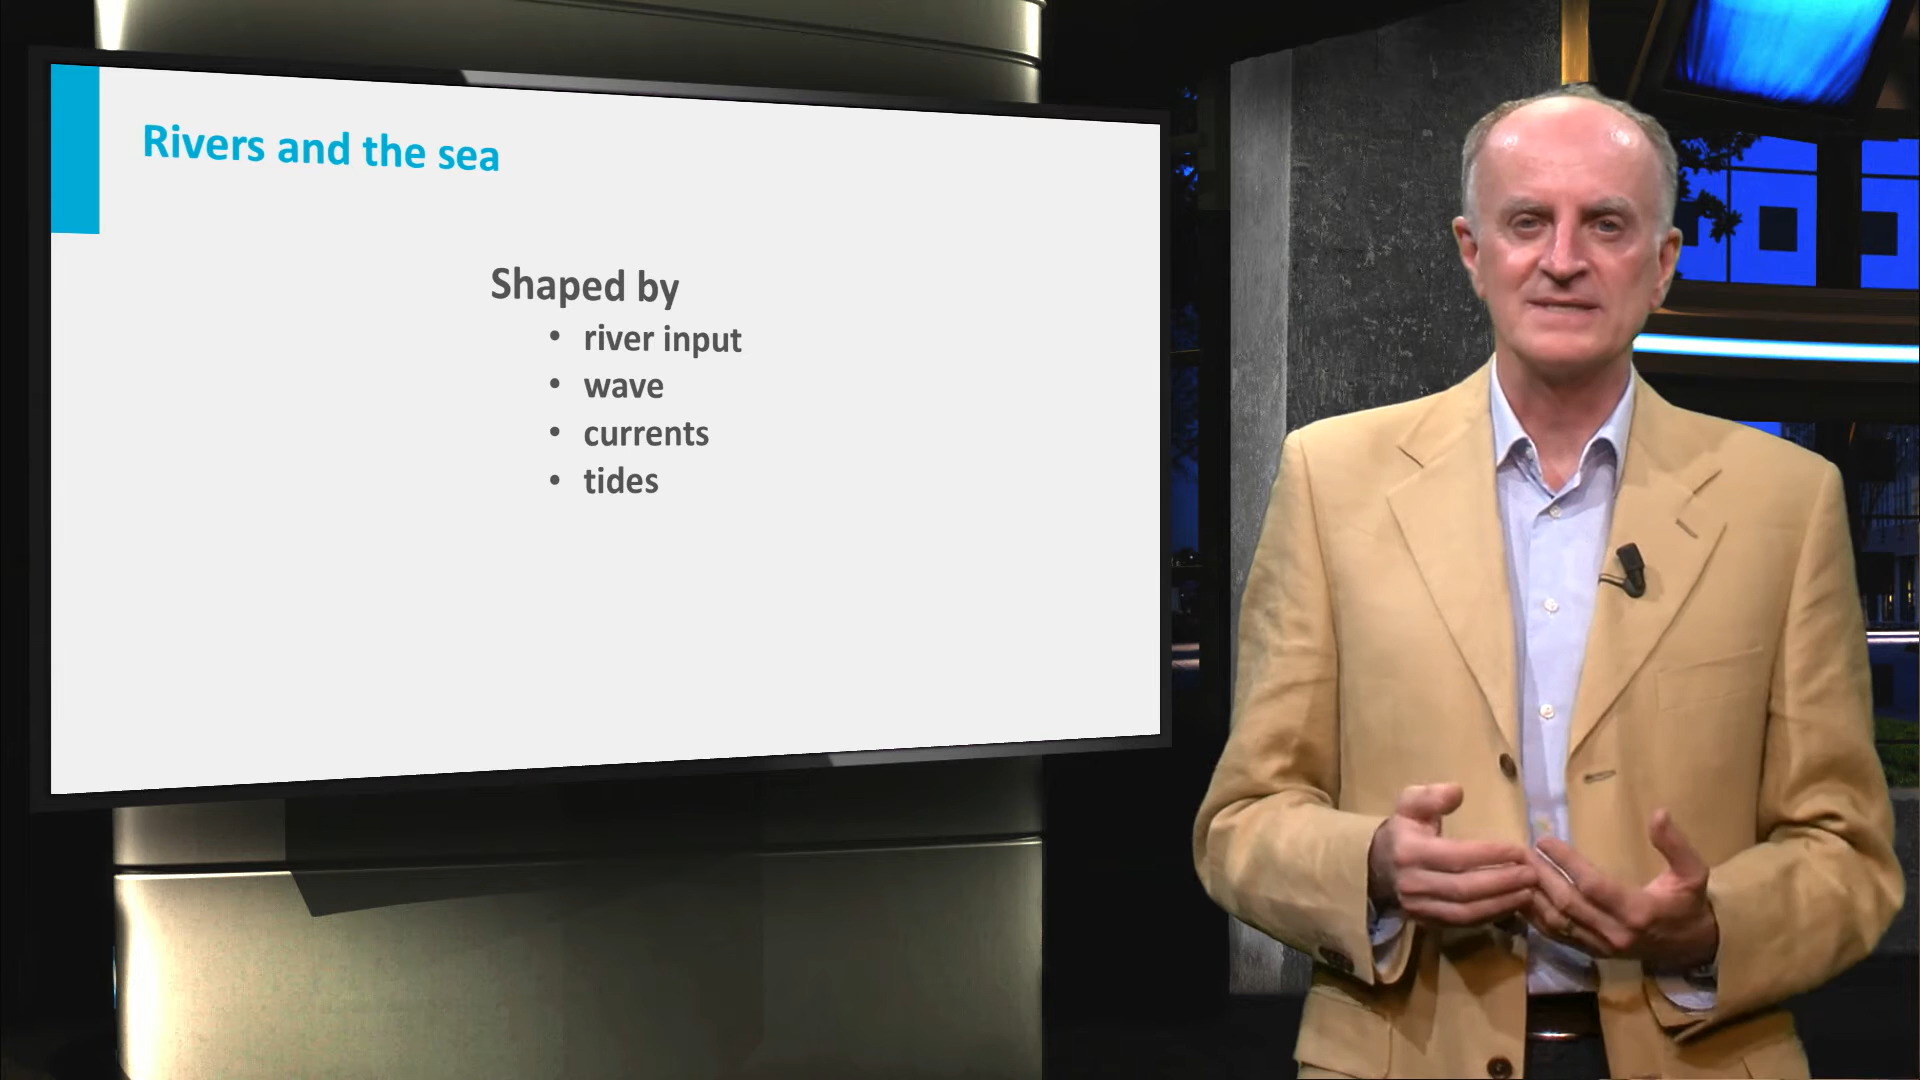 Rivers and the sea
Shaped by
• river input
• wave
• currents
• tides